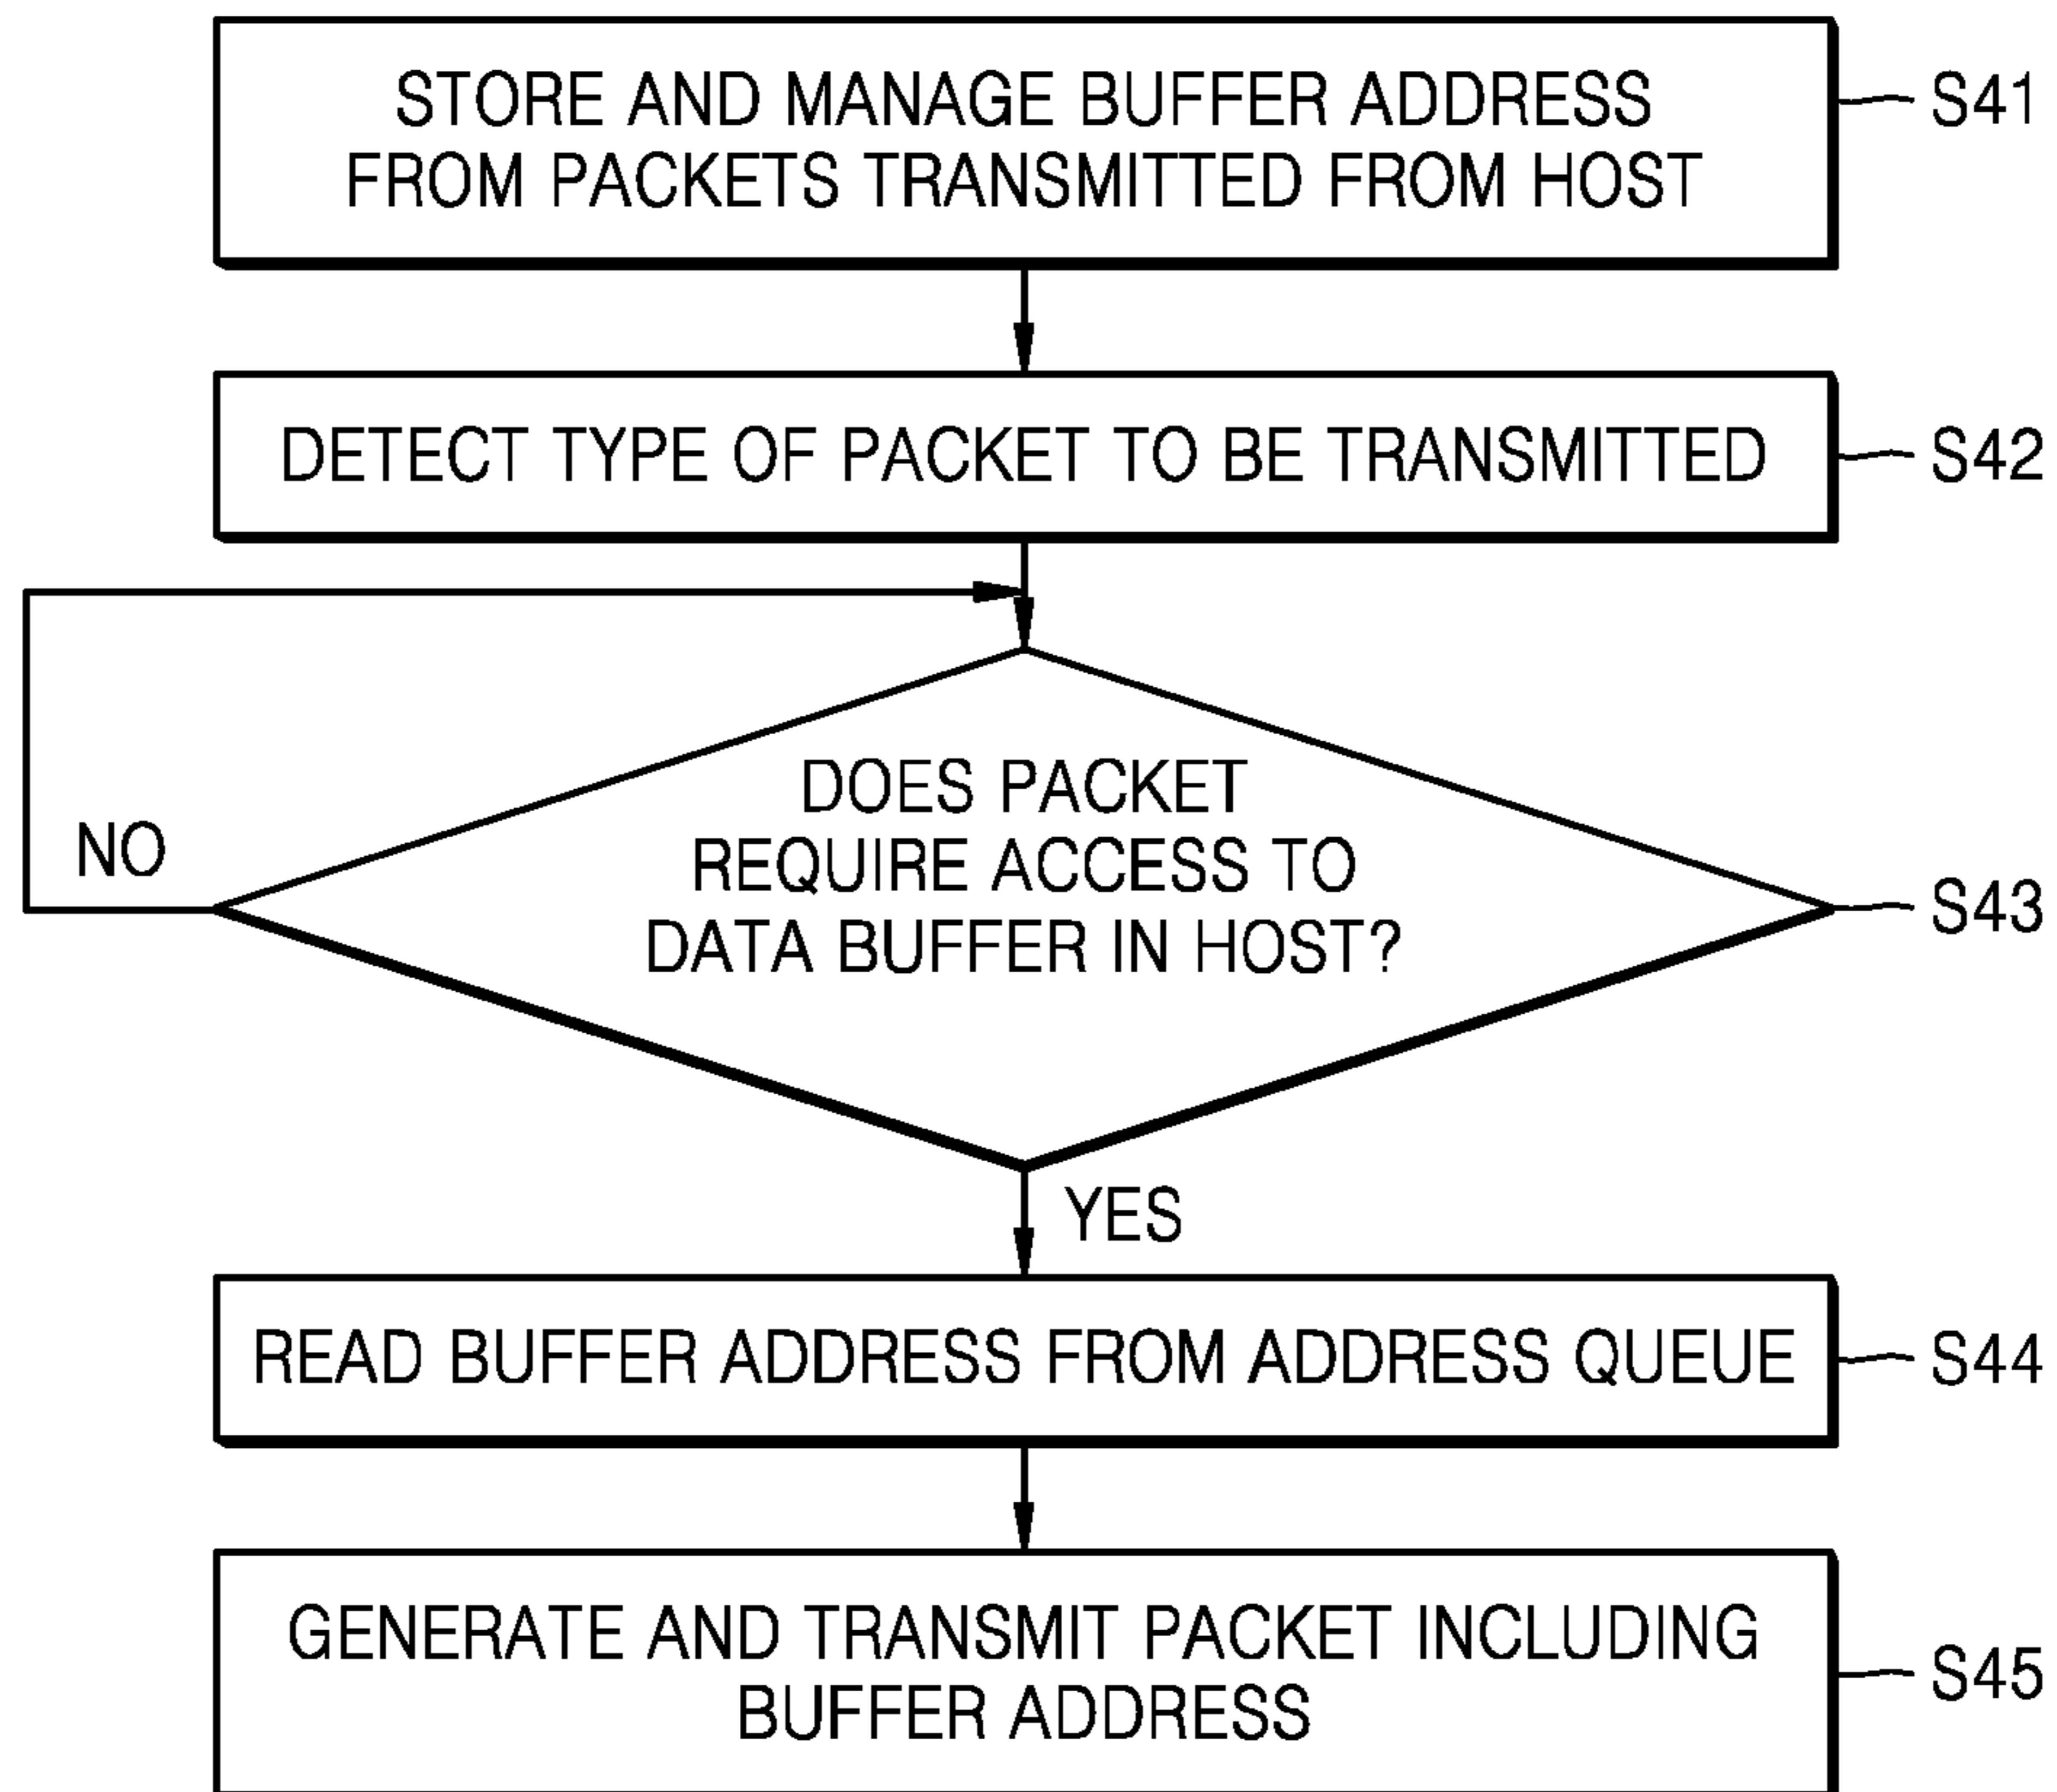 STORE AND MANAGE BUFFER ADDRESS
FROM PACKETS TRANSMITTED FROM HOST
S41
DETECT TYPE OF PACKET TO BE TRANSMITTED
S42
DOES PACKET
REQUIRE ACCESS TO
DATA BUFFER IN HOST?
NO
S43
YES
READ BUFFER ADDRESS FROM ADDRESS QUEUE
S44
GENERATE AND TRANSMIT PACKET INCLUDING
BUFFER ADDRESS
S45